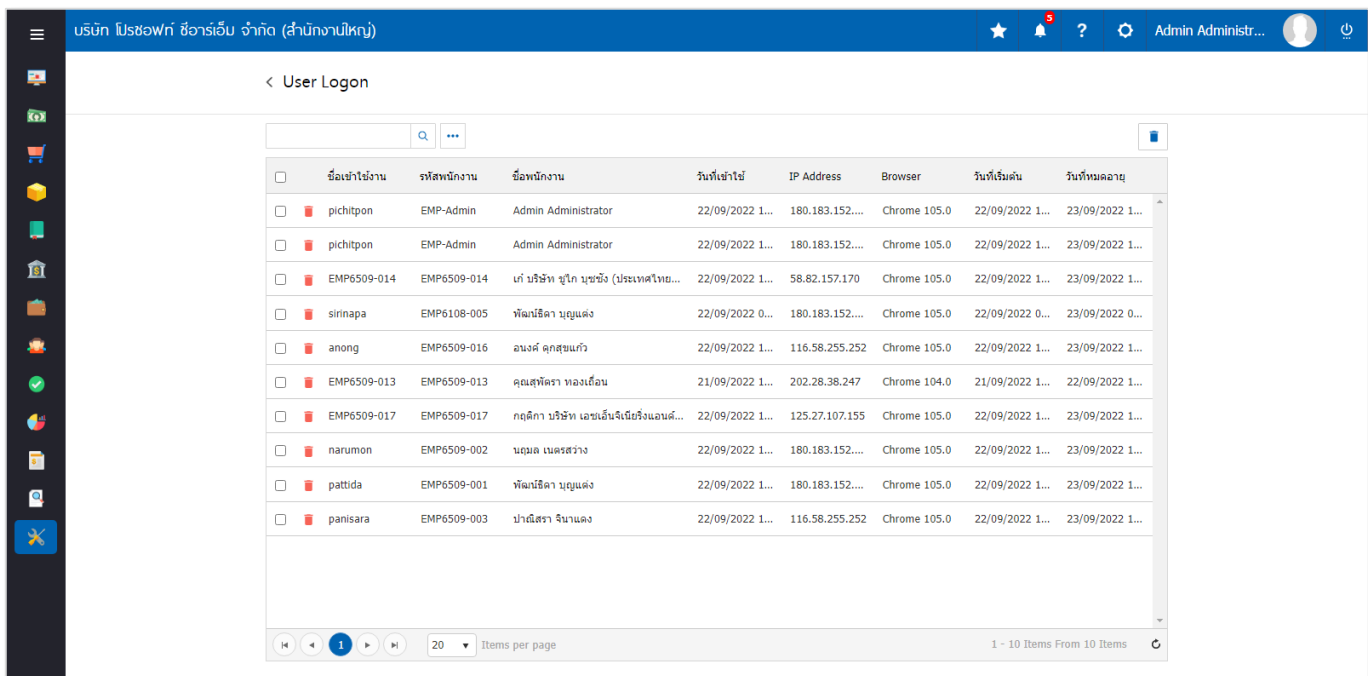 บริษัท โปรซอฟท์ ซีอาร์เอ็ม จำกัด (สำนักงานใหญ่)
5
?
Admin Administr...
< User Logon
ชื่อเข้าใช้งาน รหัสพนักงาน ชื่อพนักงาน วันที่เข้าใช้ IP Address Browser วันที่เริ่มต้น วันที่หมดอายุ
pichitpon EMP-Admin Admin Administrator 22/09/2022 1... 180.183.152.... Chrome 105.0 22/09/2022 1... 23/09/2022 1...
pichitpon EMP-Admin Admin Administrator 22/09/2022 1... 180.183.152.... Chrome 105.0 22/09/2022 1... 23/09/2022 1...
EMP6509-014 EMP6509-014 เก๋ บริษัท ชูไก บุชชัง (ประเทศไทย... 22/09/2022 1... 58.82.157.170 Chrome 105.0 22/09/2022 1... 23/09/2022 1...
sirinapa EMP6108-005 พัฒน์ธิดา บุญแต่ง 22/09/2022 0... 180.183.152.... Chrome 105.0 22/09/2022 0... 23/09/2022 0...
anong EMP6509-016 อนงค์ ดุกสุขแก้ว 22/09/2022 1... 116.58.255.252 Chrome 105.0 22/09/2022 1... 23/09/2022 1...
EMP6509-013 EMP6509-013 คุณสุพัตรา ทองเถื่อน 21/09/2022 1... 202.28.38.247 Chrome 104.0 21/09/2022 1... 22/09/2022 1...
EMP6509-017 EMP6509-017 กฤติกา บริษัท เอชเอ็นจิเนียริ่งแอนด์... 22/09/2022 1... 125.27.107.155 Chrome 105.0 22/09/2022 1... 23/09/2022 1...
narumon EMP6509-002 นฤมล เนตรสว่าง 22/09/2022 1... 180.183.152.... Chrome 105.0 22/09/2022 1... 23/09/2022 1...
pattida EMP6509-001 พัฒน์ธิดา บุญแต่ง 22/09/2022 1... 180.183.152.... Chrome 105.0 22/09/2022 1... 23/09/2022 1...
panisara EMP6509-003 ปาณิสรา จินาแดง 22/09/2022 1... 116.58.255.252 Chrome 105.0 22/09/2022 1... 23/09/2022 1...
1 20 Items per page 1 - 10 Items From 10 Items